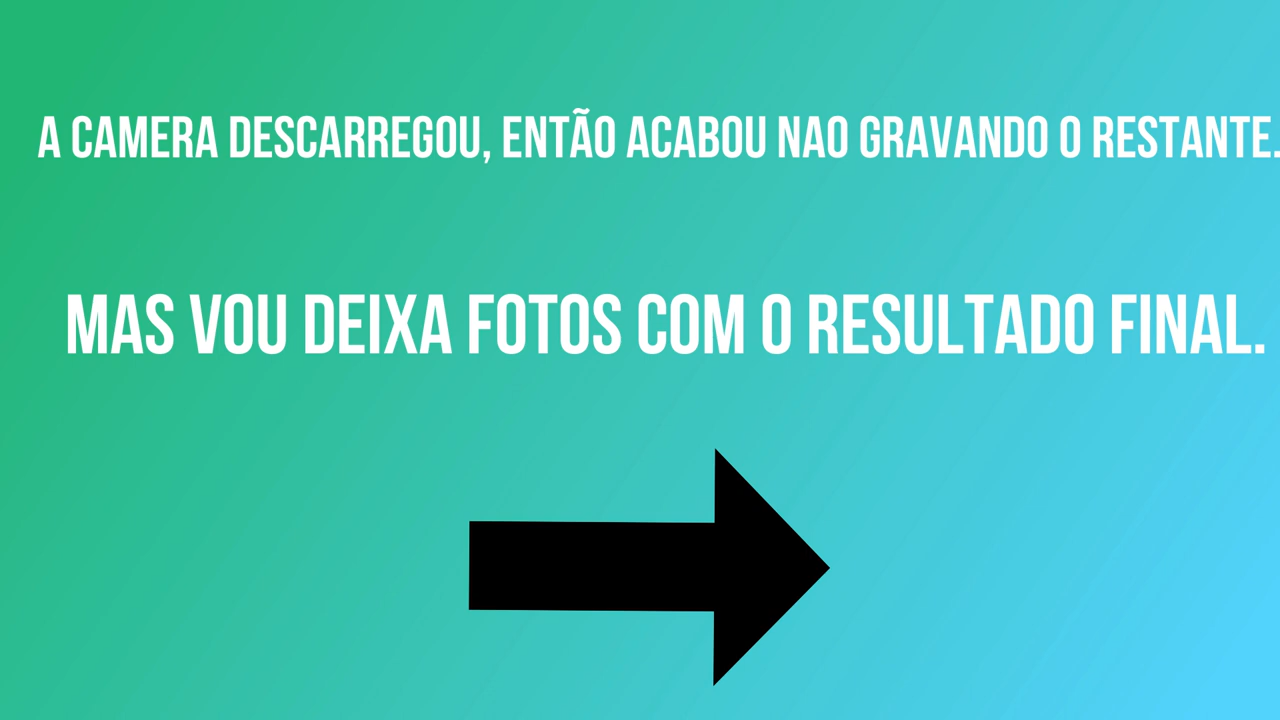 A CAMERA DESCARREGOU, ENTÃO ACABOU NAO GRAVANDO O RESTANTE.
MAS VOU DEIXA FOTOS COM O RESULTADO FINAL.